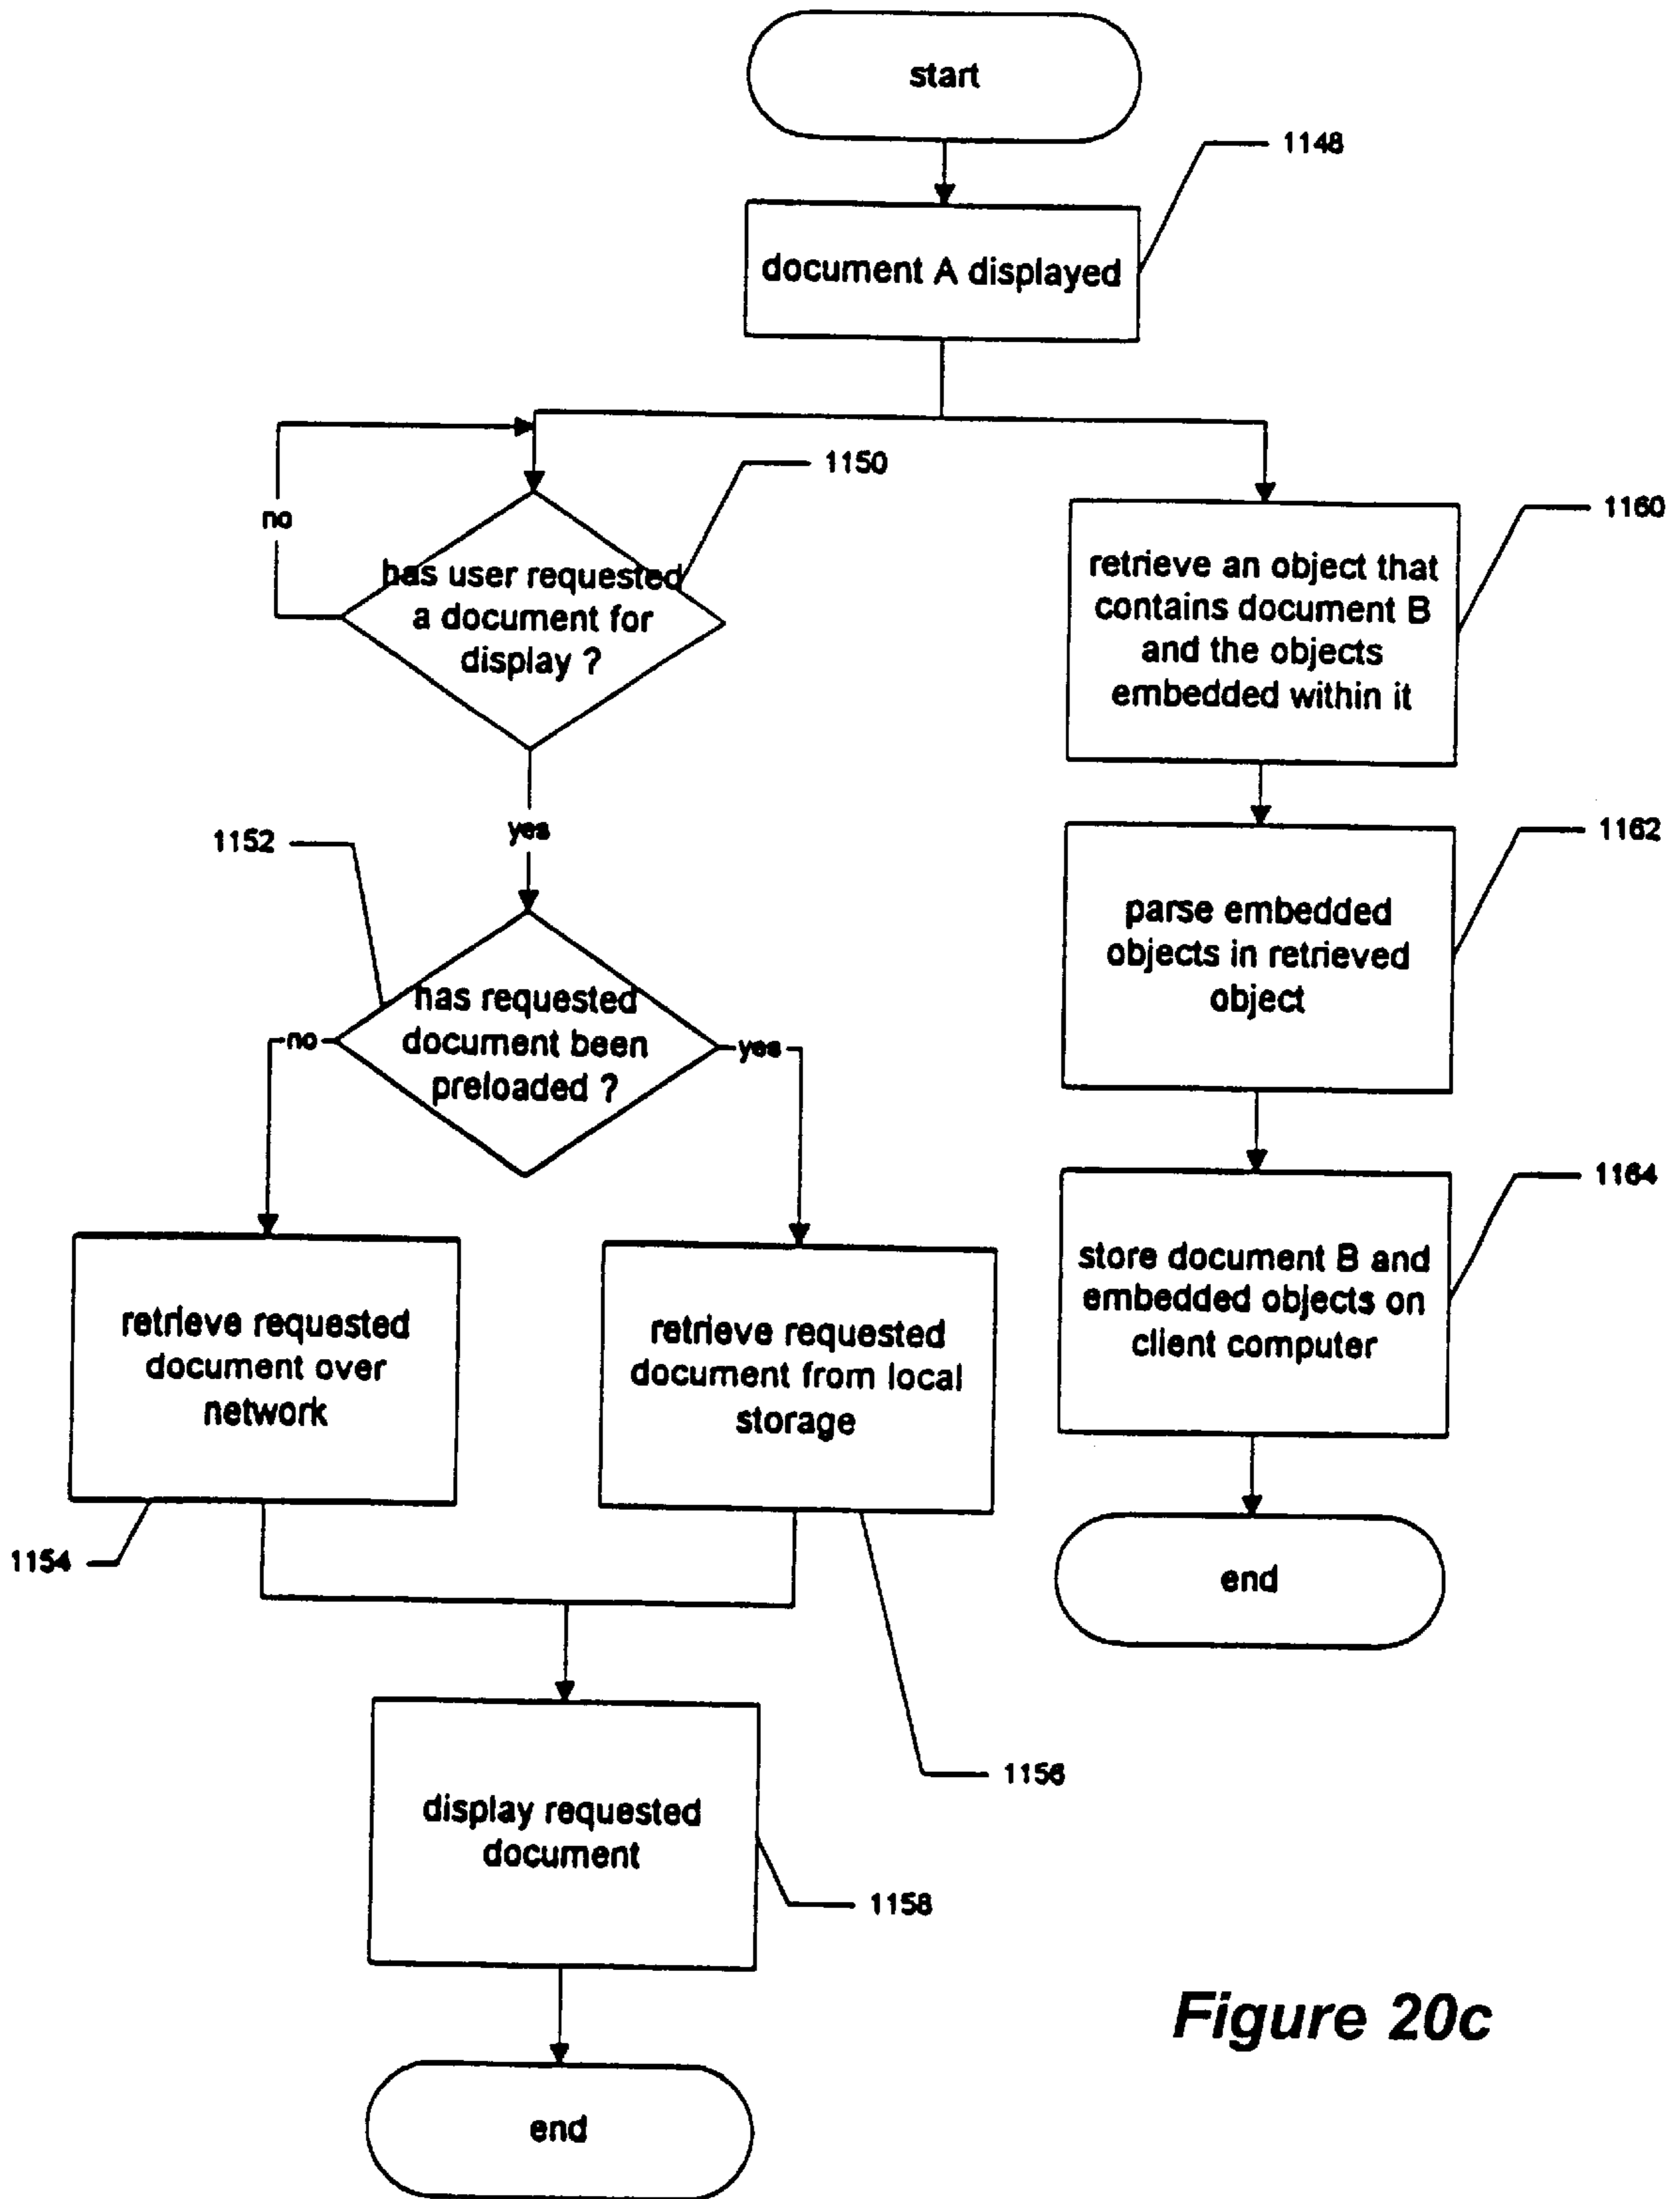 start
1148
document A displayed
1150
no
has user requested
a document for
display ?
1160
retrieve an object that
contains document B
and the objects
embedded within it
yes
1152
1162
parse embedded
objects in retrieved
object
has requested
document been
preloaded ?
no
yes
1164
store document B and
embedded objects on
client computer
retrieve requested
document over
network
retrieve requested
document from local
storage
1154
end
1156
display requested
document
1158
Figure 20c
end